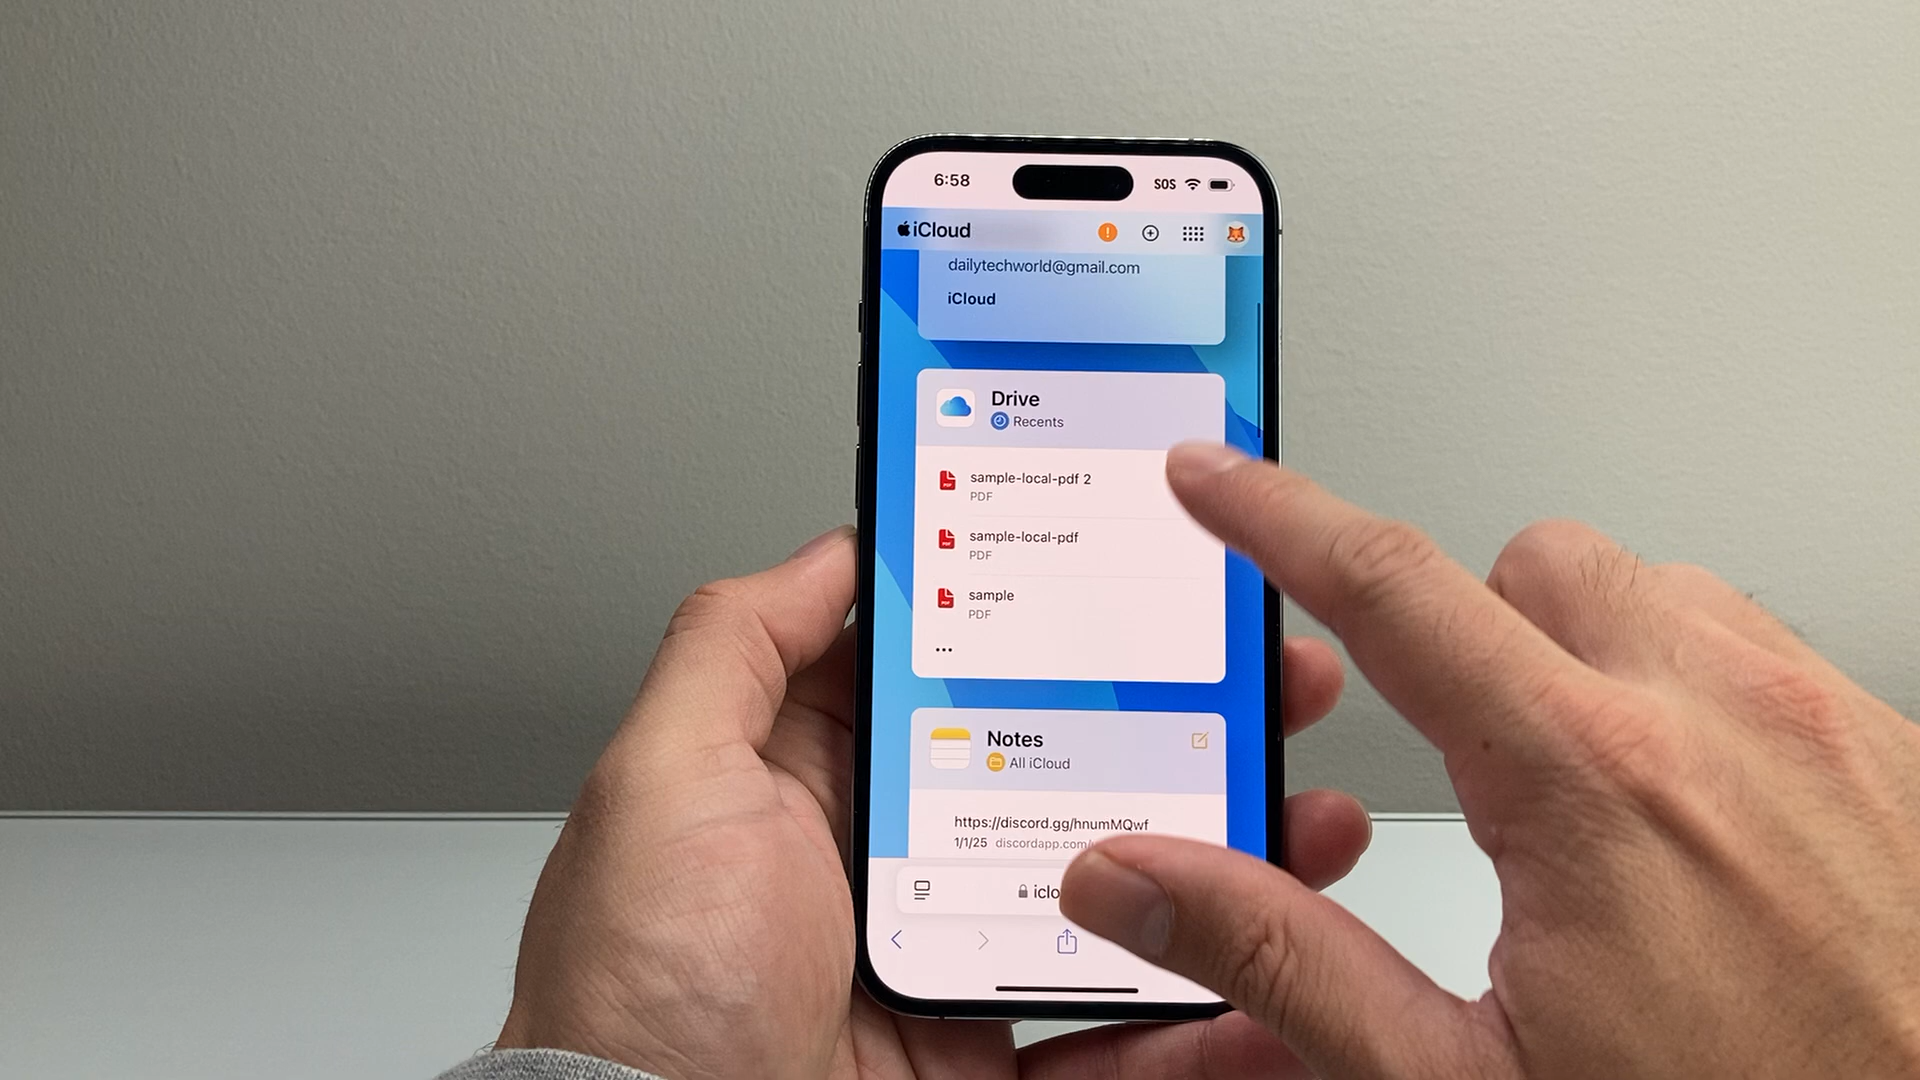 6:58
SOS
iCloud
!
dailytechworld@gmail.com
iCloud
Drive
Recents
sample-local-pdf 2
PDF
sample-local-pdf
PDF
sample
PDF
...
Notes
All iCloud
https://discord.gg/hnumMQwf
1/1/25 discordapp.com/
iclo